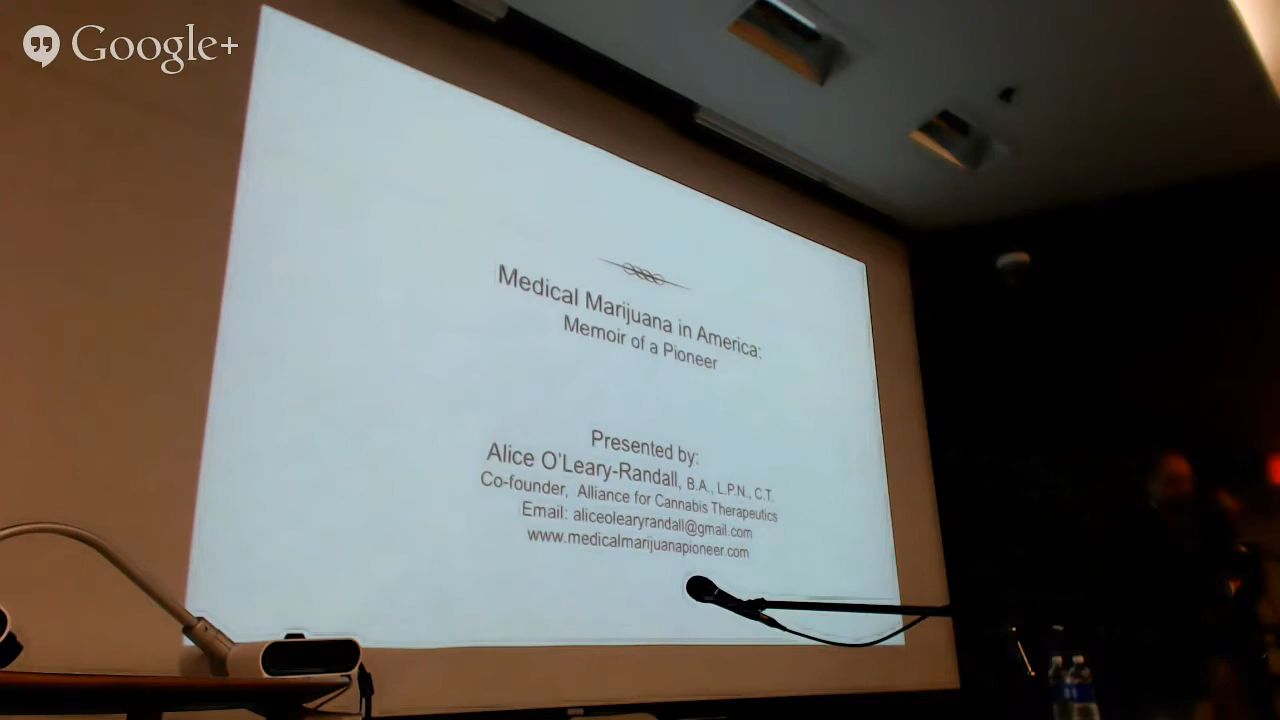 Google+
Medical Marijuana in America:
Memoir of a Pioneer
Presented by:
Alice O'Leary-Randall, B.A., L.P.N., C.T.
Co-founder, Alliance for Cannabis Therapeutics
Email: aliceolearyrandall@gmail.com
www.medicalmarijuanapioneer.com